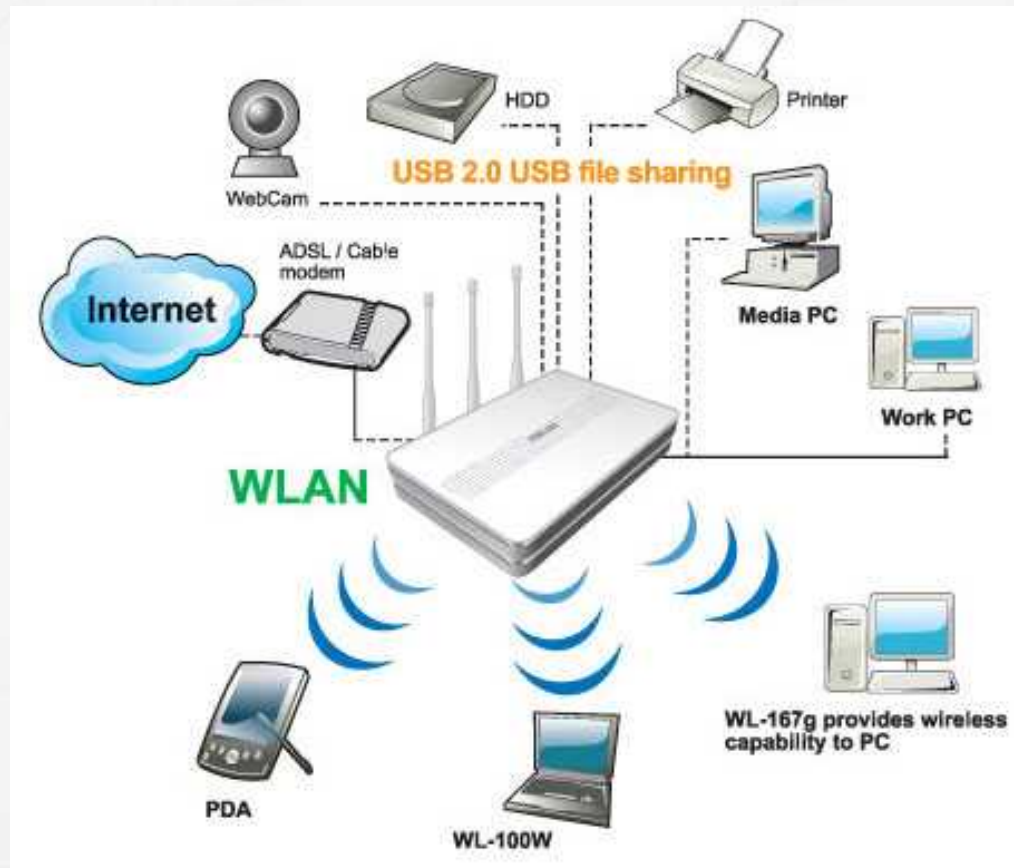 HDD
Printer
USB 2.0 USB file sharing
WebCam
ADSL / Cable
modem
Internet
Media PC
Work PC
WLAN
WL-167g provides wireless
capability to PC
PDA
WL-100W